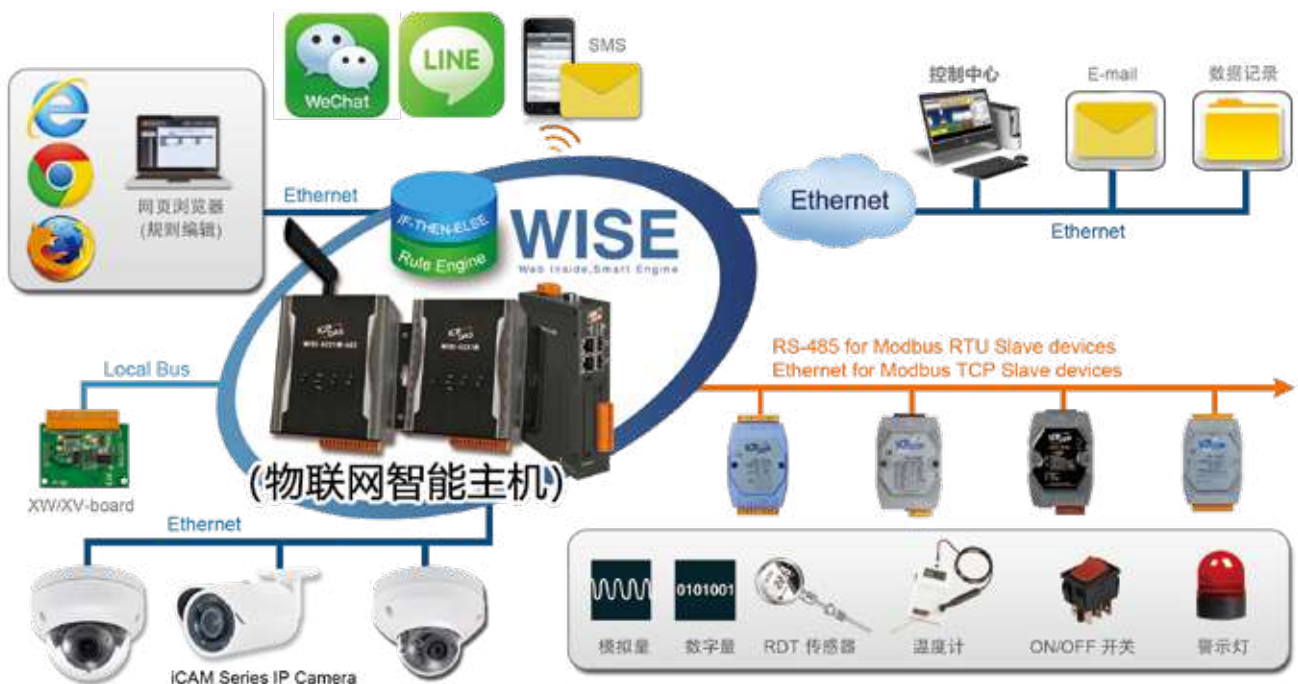 WeChat
LINE
SMS
控制中心
E-mail
数据记录
网页浏览器
(规则编辑)
Ethernet
IF-THEN-ELSE
Rule Engine
WISE
Web Inside,Smart Engine
Ethernet
Ethernet
Local Bus
XW/XV-board
(物联网智能主机)
RS-485 for Modbus RTU Slave devices
Ethernet for Modbus TCP Slave devices
Ethernet
iCAM Series IP Camera
0101001
模拟量
数字量
RDT 传感器
温度计
ON/OFF 开关
警示灯